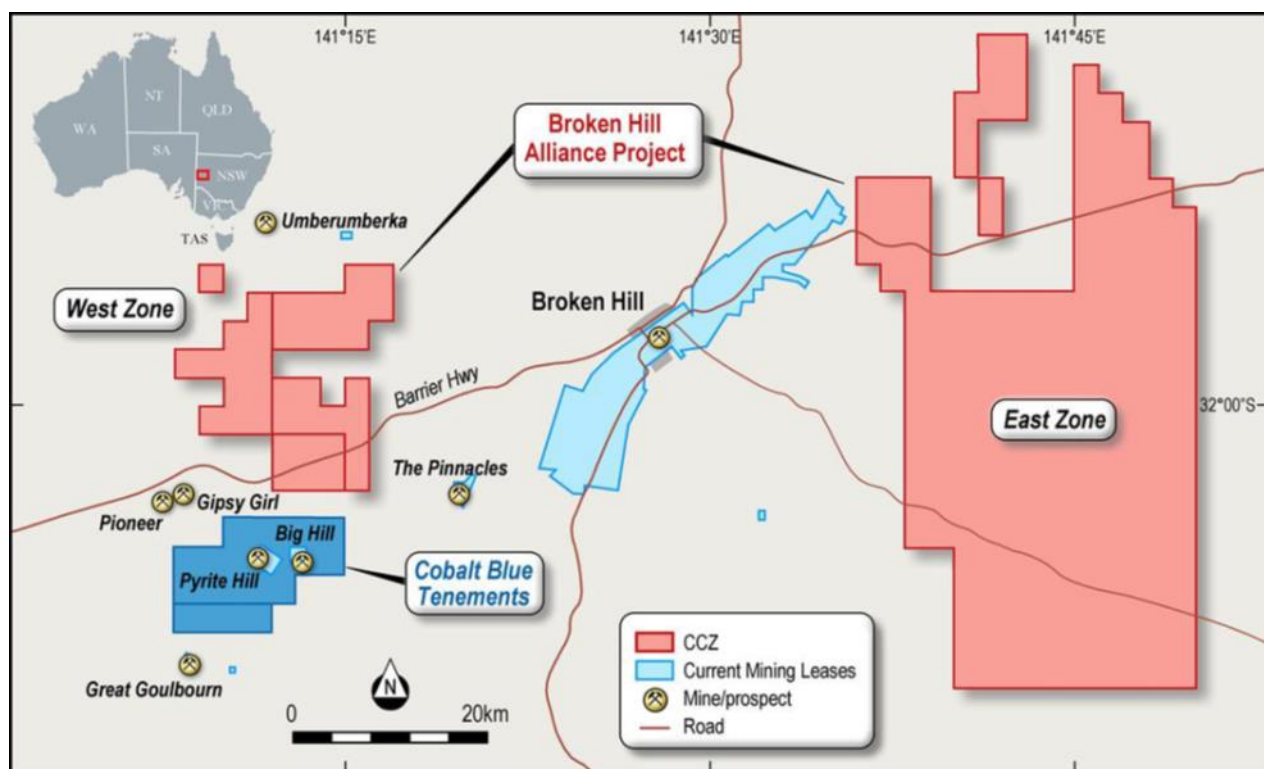 141°15'E
141°30'E
141°45'E
WA
NT
QLD
SA
NSW
VIC
TAS
Umberumberka
Broken Hill
Alliance Project
West Zone
Broken Hill
Barrier Hwy
32°00"S
East Zone
The Pinnacles
Gipsy Girl
Pioneer
Big Hill
Pyrite Hill
Cobalt Blue
Tenements
Great Goulbourn
N
0
20km
CCZ
Current Mining Leases
Mine/prospect
Road